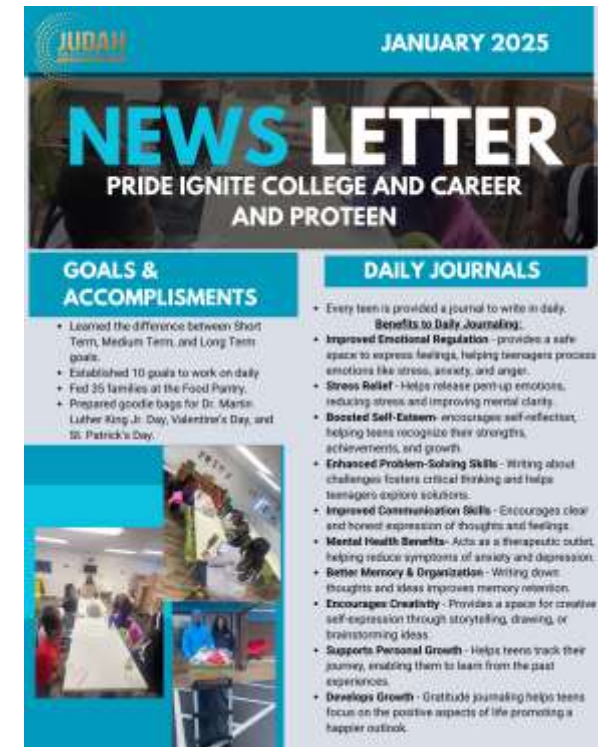 JUDAH
JANUARY 2025
NEWS LETTER
PRIDE IGNITE COLLEGE AND CAREER
AND PROTEEN
GOALS &
ACCOMPLISMENTS
• Learned the difference between Short
Term, Medium Term, and Long Term
goals.
• Established 10 goals to work on daily
• Fed 35 families at the Food Pantry.
• Prepared goodie bags for Dr. Martin
Luther King Jr. Day, Valentine's Day, and
St. Patrick's Day.
DAILY JOURNALS
• Every teen is provided a journal to write in daily.
Benefits to Daily Journaling:
• Improved Emotional Regulation - provides a safe
space to express feelings, helping teenagers process
emotions like stress, anxiety, and anger.
• Stress Relief - Helps release pent-up emotions,
reducing stress and improving mental clarity.
• Boosted Self-Esteem- encourages self-reflection,
helping teens recognize their strengths,
achievements, and growth.
• Enhanced Problem-Solving Skills - Writing about
challenges fosters critical thinking and helps
teenagers explore solutions.
• Improved Communication Skills - Encourages clear
and honest expression of thoughts and feelings.
• Mental Health Benefits- Acts as a therapeutic outlet,
helping reduce symptoms of anxiety and depression.
• Better Memory & Organization - Writing down
thoughts and ideas improves memory retention.
• Encourages Creativity - Provides a space for creative
self-expression through storytelling, drawing, or
brainstorming ideas.
• Supports Personal Growth - Helps teens track their
journey, enabling them to learn from the past
experiences.
• Develops Growth - Gratitude journaling helps teens
focus on the positive aspects of life promoting a
happier outlook.